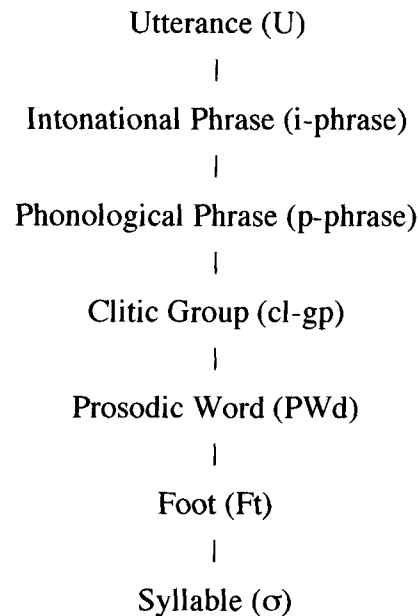 Utterance (U)
Intonational Phrase (i-phrase)
Phonological Phrase (p-phrase)
Clitic Group (cl-gp)
Prosodic Word (PWd)
Foot (Ft)
Syllable (σ)